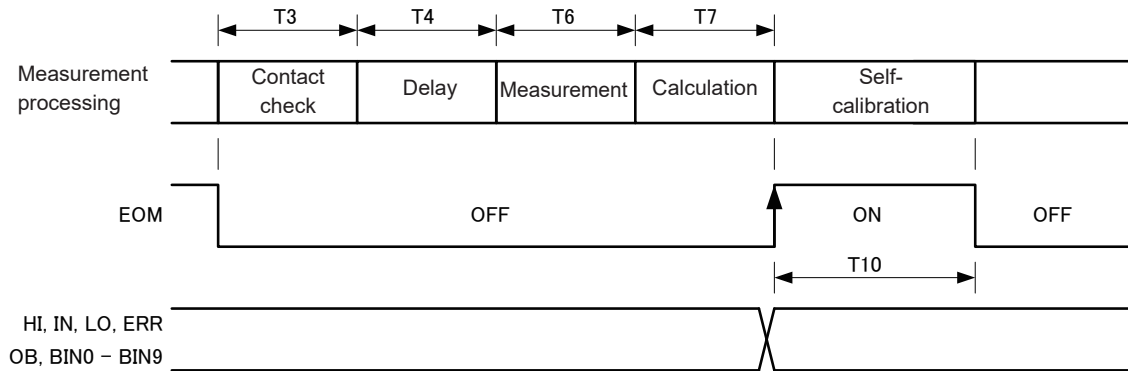 T3 T4 T6 T7
Measurement
processing
Contact
check
Delay
Measurement
Calculation
Self-
calibration
EOM OFF ON OFF
T10
HI, IN, LO, ERR
OB, BIN0 - BIN9